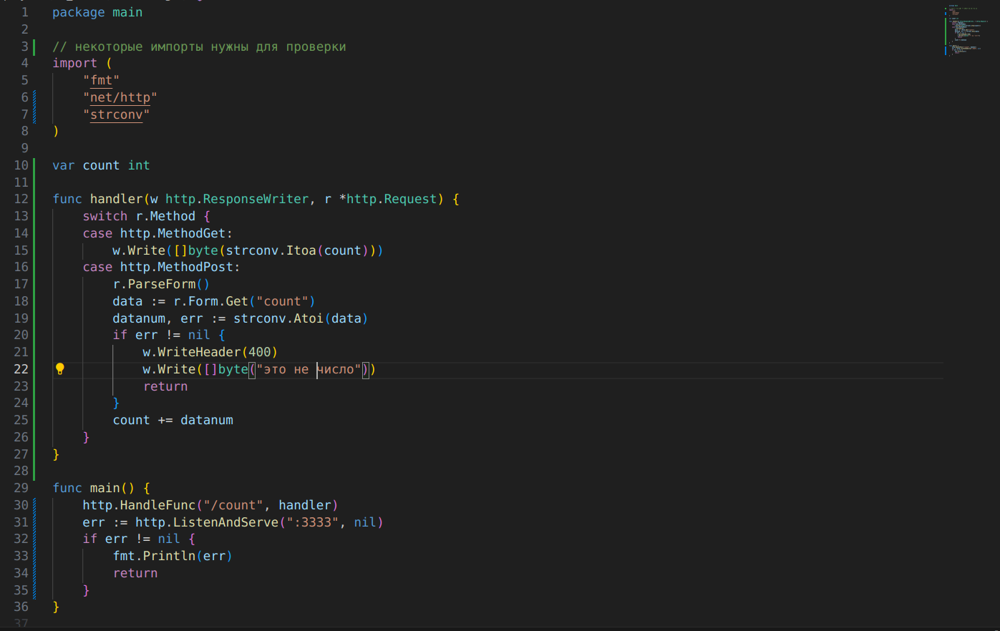 1 package main
2
3 // некоторые импорты нужны для проверки
4 import (
5     "fmt"
6     "net/http"
7     "strconv"
8 )
9
10 var count int
11
12 func handler(w http.ResponseWriter, r *http.Request) {
13     switch r.Method {
14     case http.MethodGet:
15         w.Write([]byte(strconv.Itoa(count)))
16     case http.MethodPost:
17         r.ParseForm()
18         data := r.Form.Get("count")
19         datanum, err := strconv.Atoi(data)
20         if err != nil {
21             w.WriteHeader(400)
22             w.Write([]byte("это не число"))
23             return
24         }
25         count += datanum
26     }
27 }
28
29 func main() {
30     http.HandleFunc("/count", handler)
31     err := http.ListenAndServe(":3333", nil)
32     if err != nil {
33         fmt.Println(err)
34         return
35     }
36 }
37